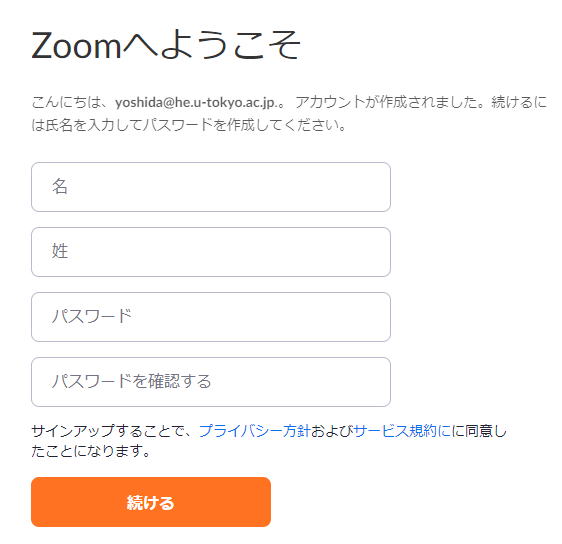 Zoomへようこそ
こんにちは、yoshida@he.u-tokyo.ac.jp.。 アカウントが作成されました。続けるに
は氏名を入力してパスワードを作成してください。
名
姓
パスワード
パスワードを確認する
サインアップすることで、プライバシー方針およびサービス規約にに同意し
たことになります。
続ける